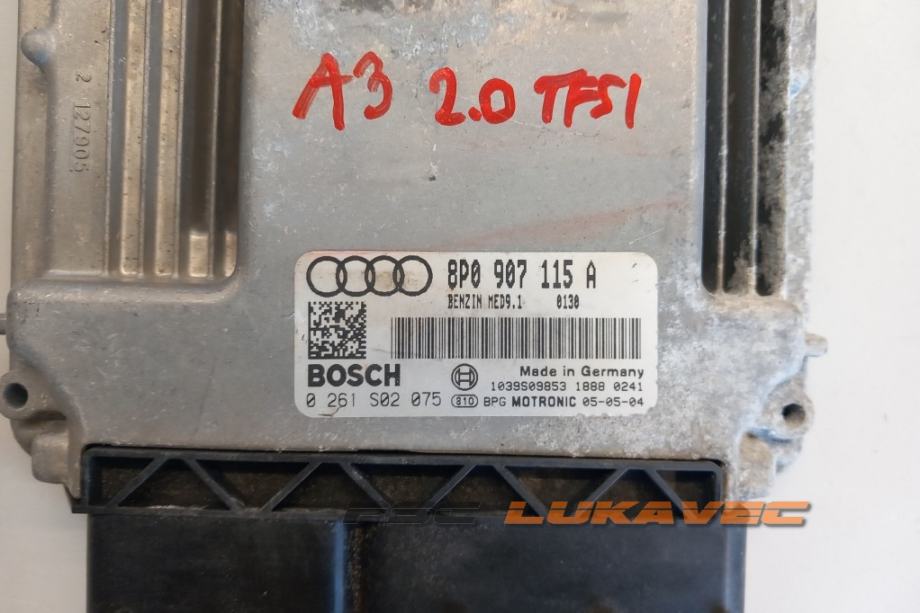 A3 2.0 TFSI
2 127905
8P0 907 115 A
BENZIN MED9.1 0130
BOSCH
Made in Germany
1039S09853 1888 0241
0 261 S02 075 810 BPG MOTRONIC 05-05-04
LUKAVEC